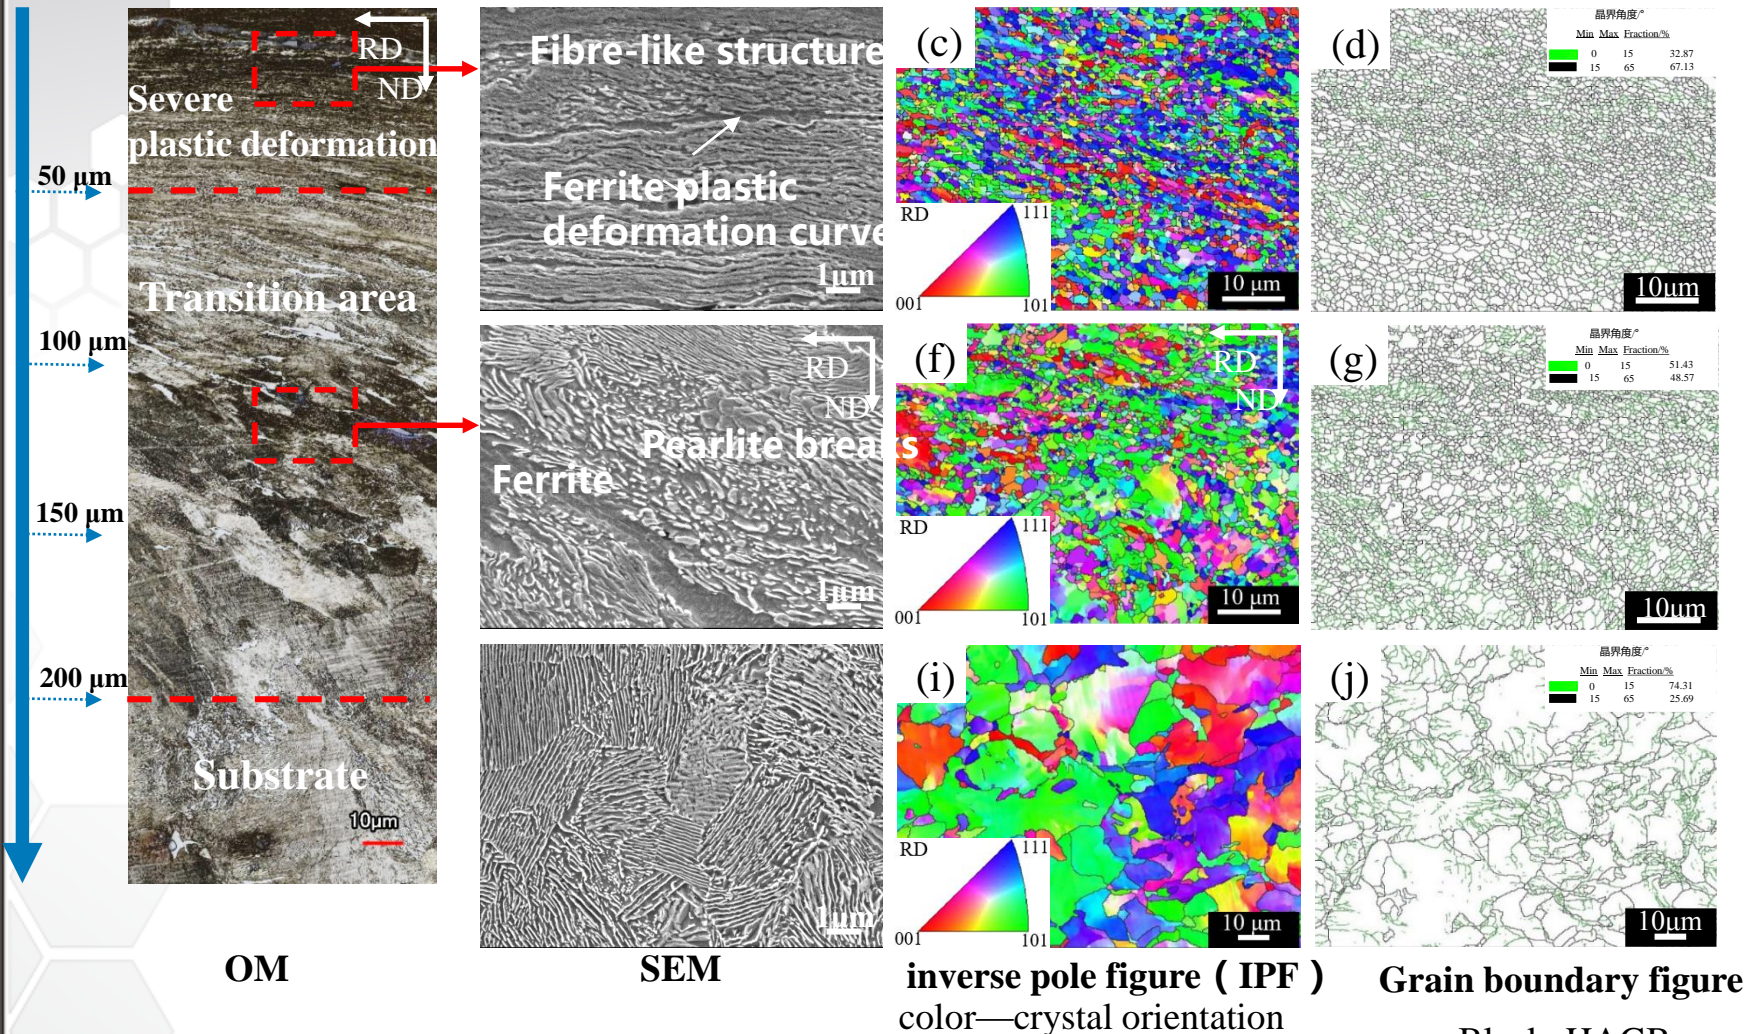 RD
ND
Severe
plastic deformation
50 μm
Transition area
100 μm
150 μm
200 μm
Substrate
10μm
OM
Fibre-like structure
Ferrite plastic
deformation curve
1μm
RD
ND
Pearlite breaks
Ferrite
1μm
1μm
SEM
(c)
RD
111
001
101
10 μm
(f)
RD
ND
RD
111
001
101
10 μm
(i)
RD
111
001
101
10 μm
inverse pole figure（IPF）
color—crystal orientation
(d)
晶界角度/°
Min Max Fraction/%
0 15 32.87
15 65 67.13
10μm
(g)
晶界角度/°
Min Max Fraction/%
0 15 51.43
15 65 48.57
10μm
(j)
晶界角度/°
Min Max Fraction/%
0 15 74.31
15 65 25.69
10μm
Grain boundary figure